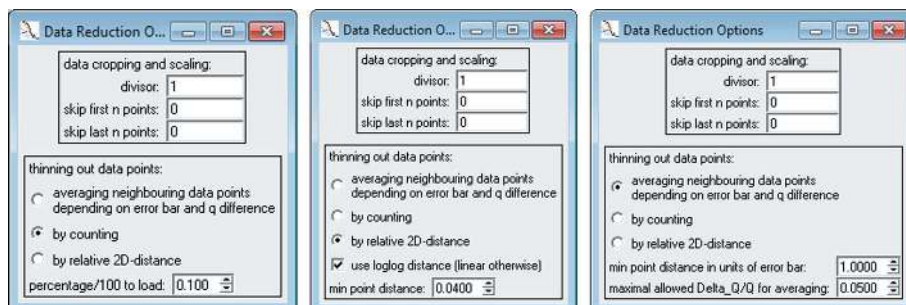 Data Reduction O...
data cropping and scaling:
divisor: 1
skip first n points: 0
skip last n points: 0
thinning out data points:
averaging neighbouring data points
depending on error bar and q difference
by counting
by relative 2D-distance
percentage/100 to load: 0.100
Data Reduction O...
data cropping and scaling:
divisor: 1
skip first n points: 0
skip last n points: 0
thinning out data points:
averaging neighbouring data points
depending on error bar and q difference
by counting
by relative 2D-distance
use loglog distance (linear otherwise)
min point distance: 0.0400
Data Reduction Options
data cropping and scaling:
divisor: 1
skip first n points: 0
skip last n points: 0
thinning out data points:
averaging neighbouring data points
depending on error bar and q difference
by counting
by relative 2D-distance
min point distance in units of error bar: 1.0000
maximal allowed Delta_Q/Q for averaging: 0.0500